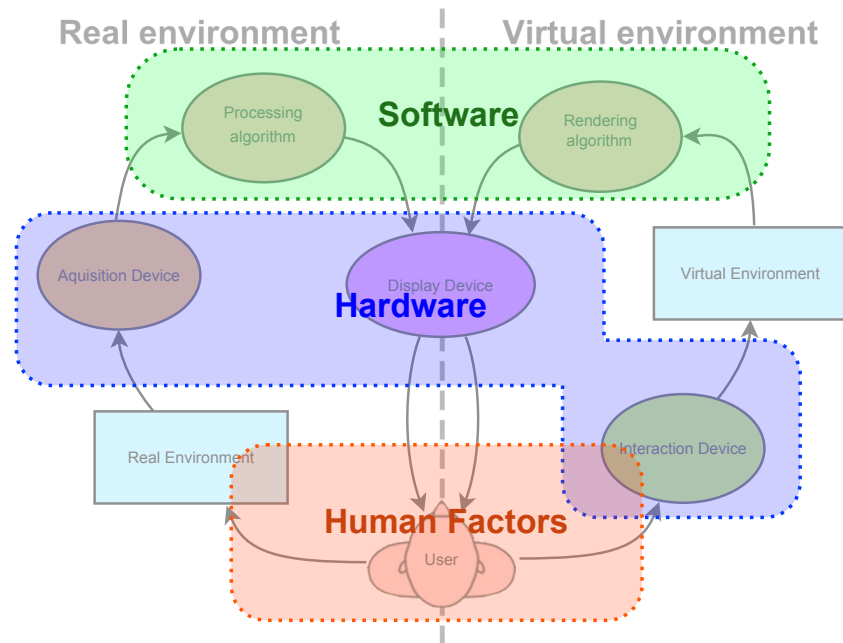 Real environment
Virtual environment
Processing
algorithm
Software
Rendering
algorithm
Aquisition Device
Display Device
Hardware
Virtual Environment
Real Environment
Interaction Device
Human Factors
User